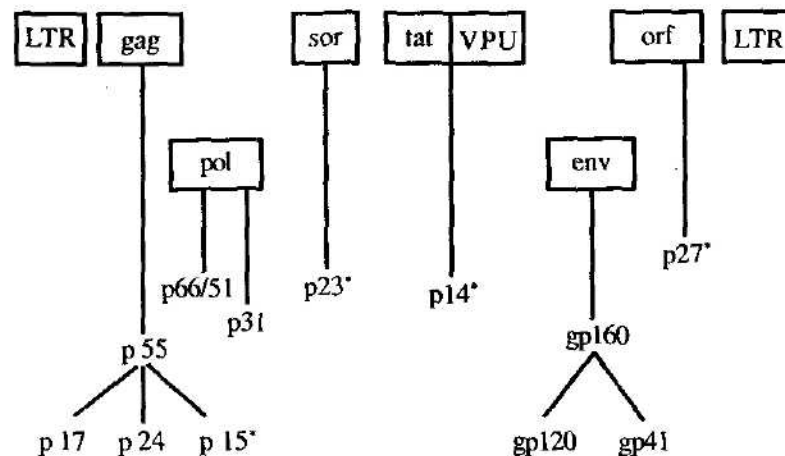 LTR gag sor tat VPU orf LTR
pol env
p66/51 p31 p23* p14* p27*
p 55 gp160
p 17 p 24 p 15* gp120 gp41